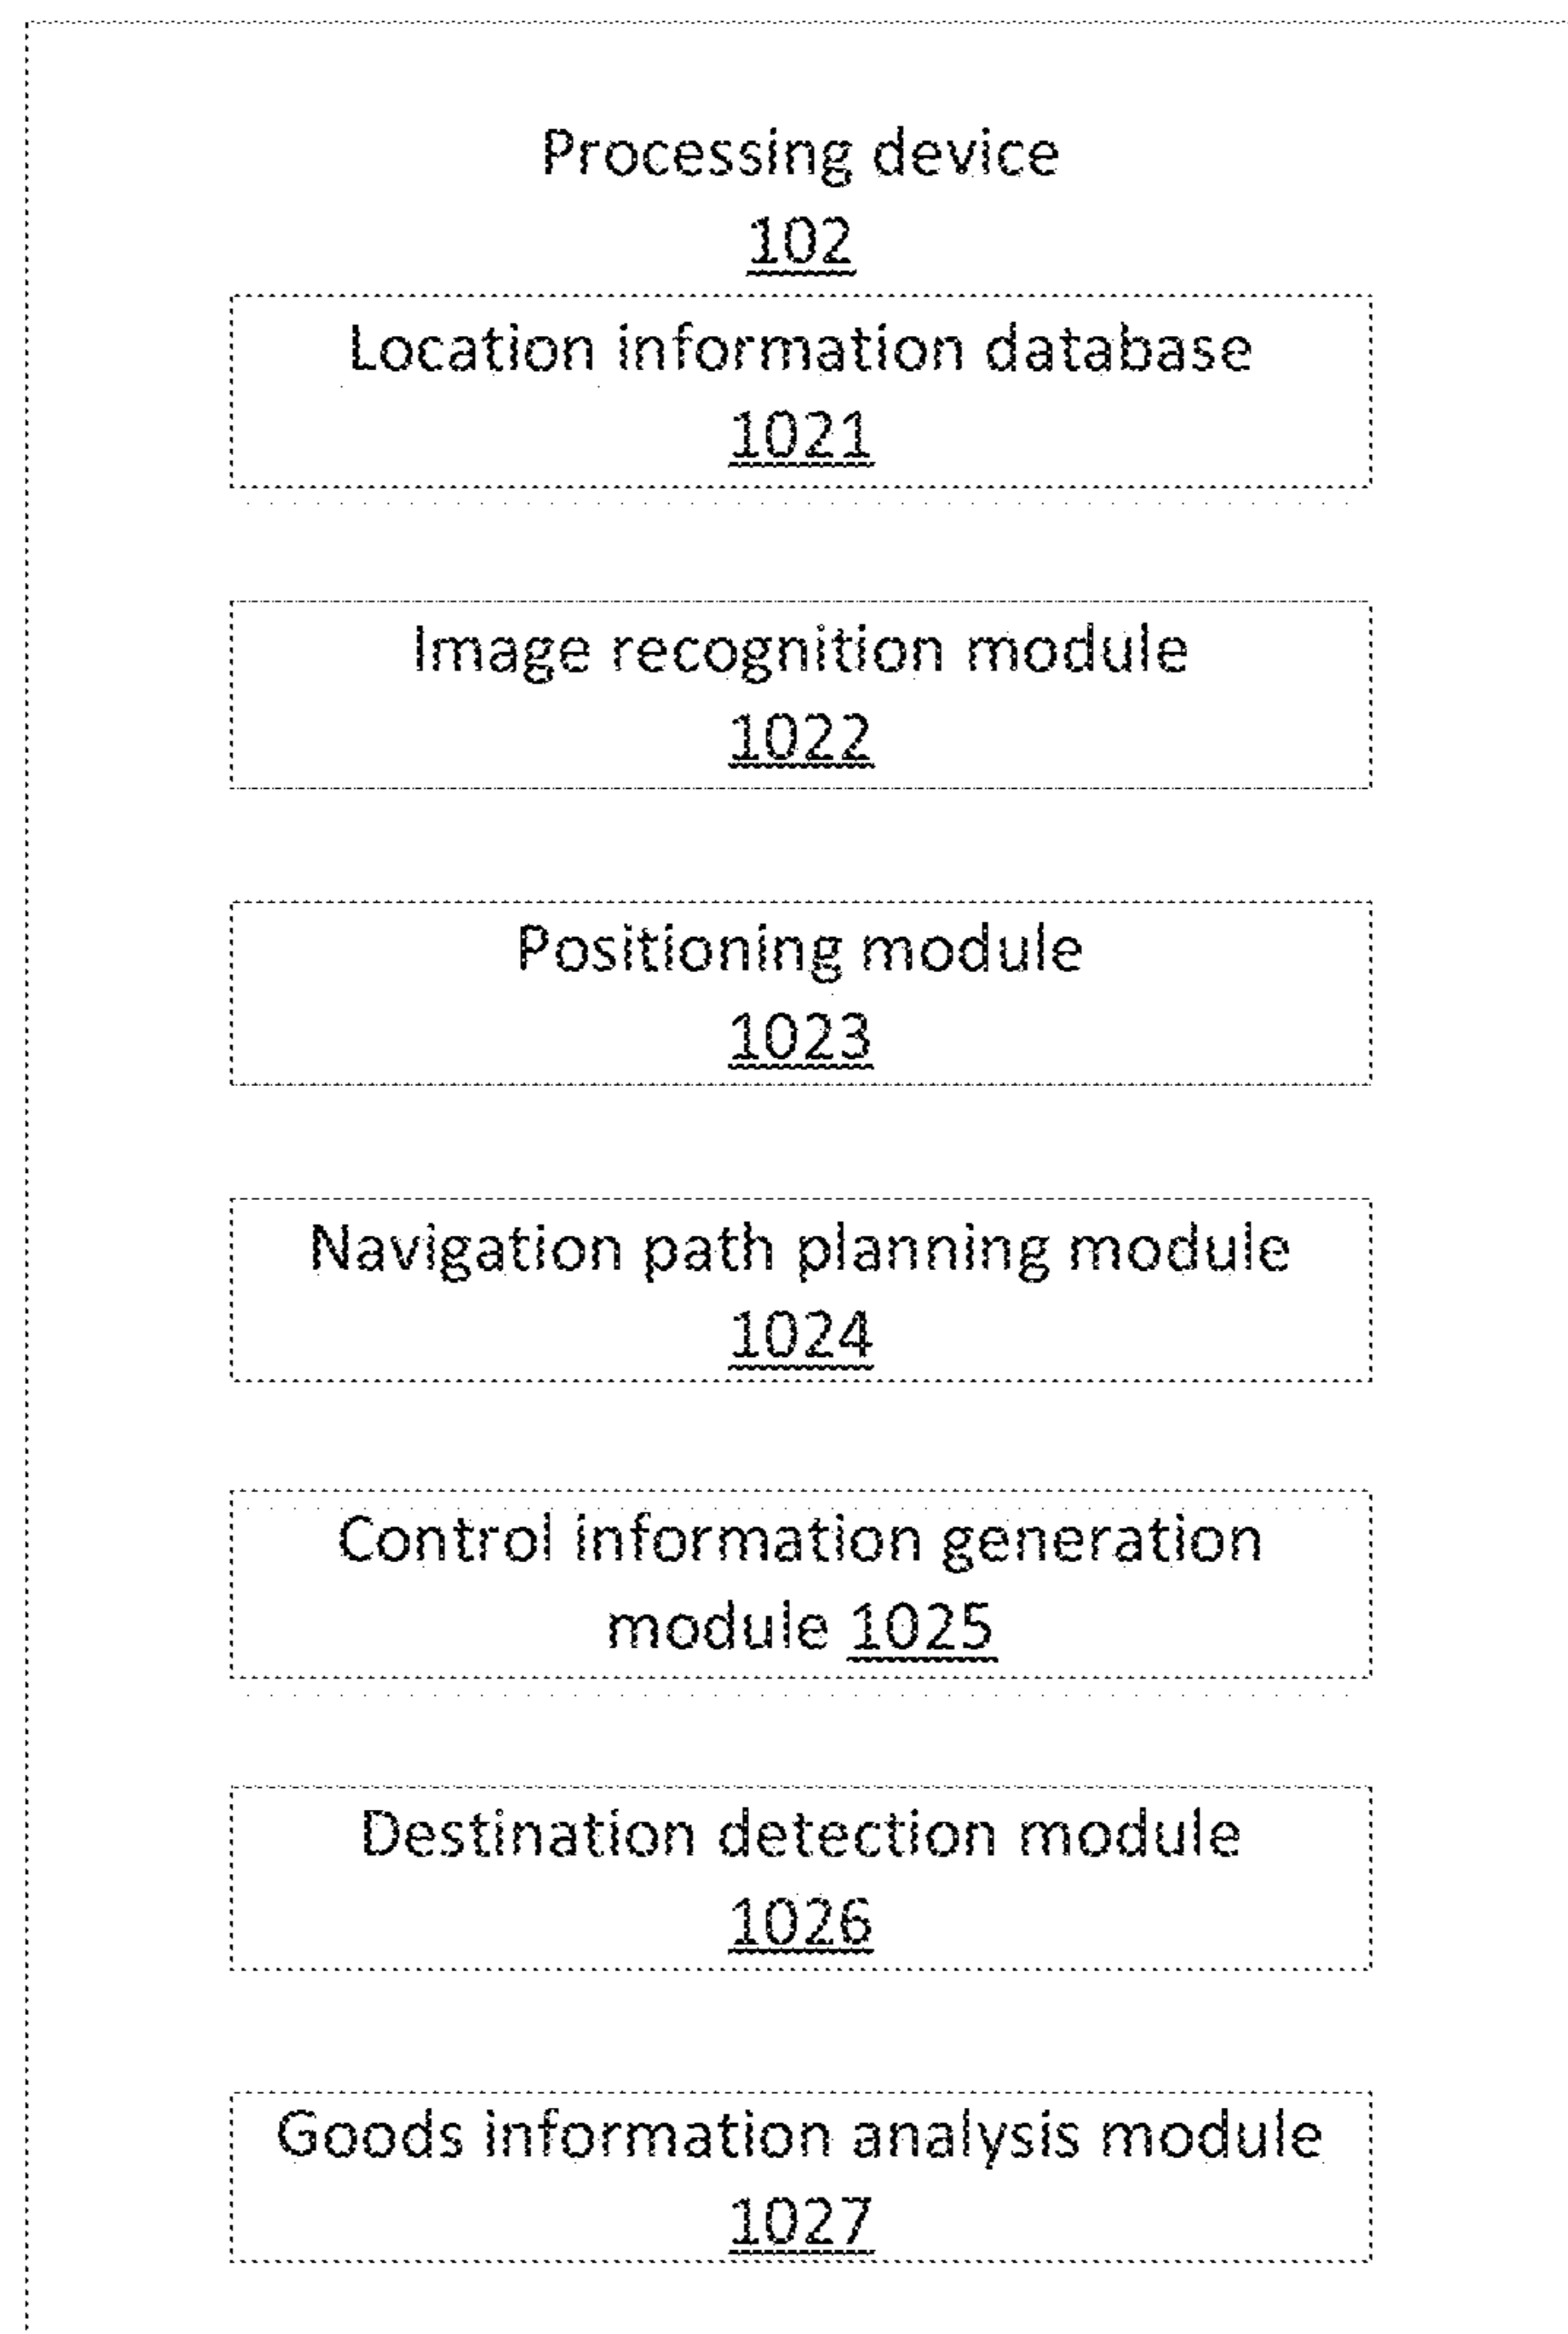 Processing device
102
Location information database
1021
Image recognition module
1022
Positioning module
1023
Navigation path planning module
1024
Control information generation
module 1025
Destination detection module
1026
Goods information analysis module
1027